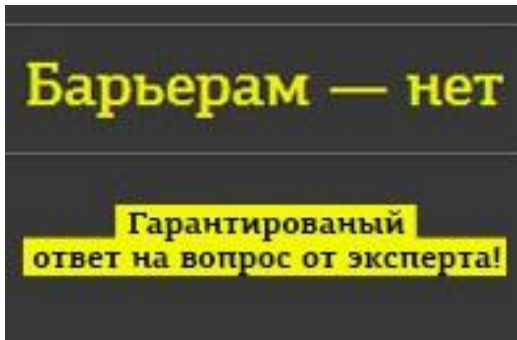 Барьерам — нет
Гарантированый
ответ на вопрос от эксперта!